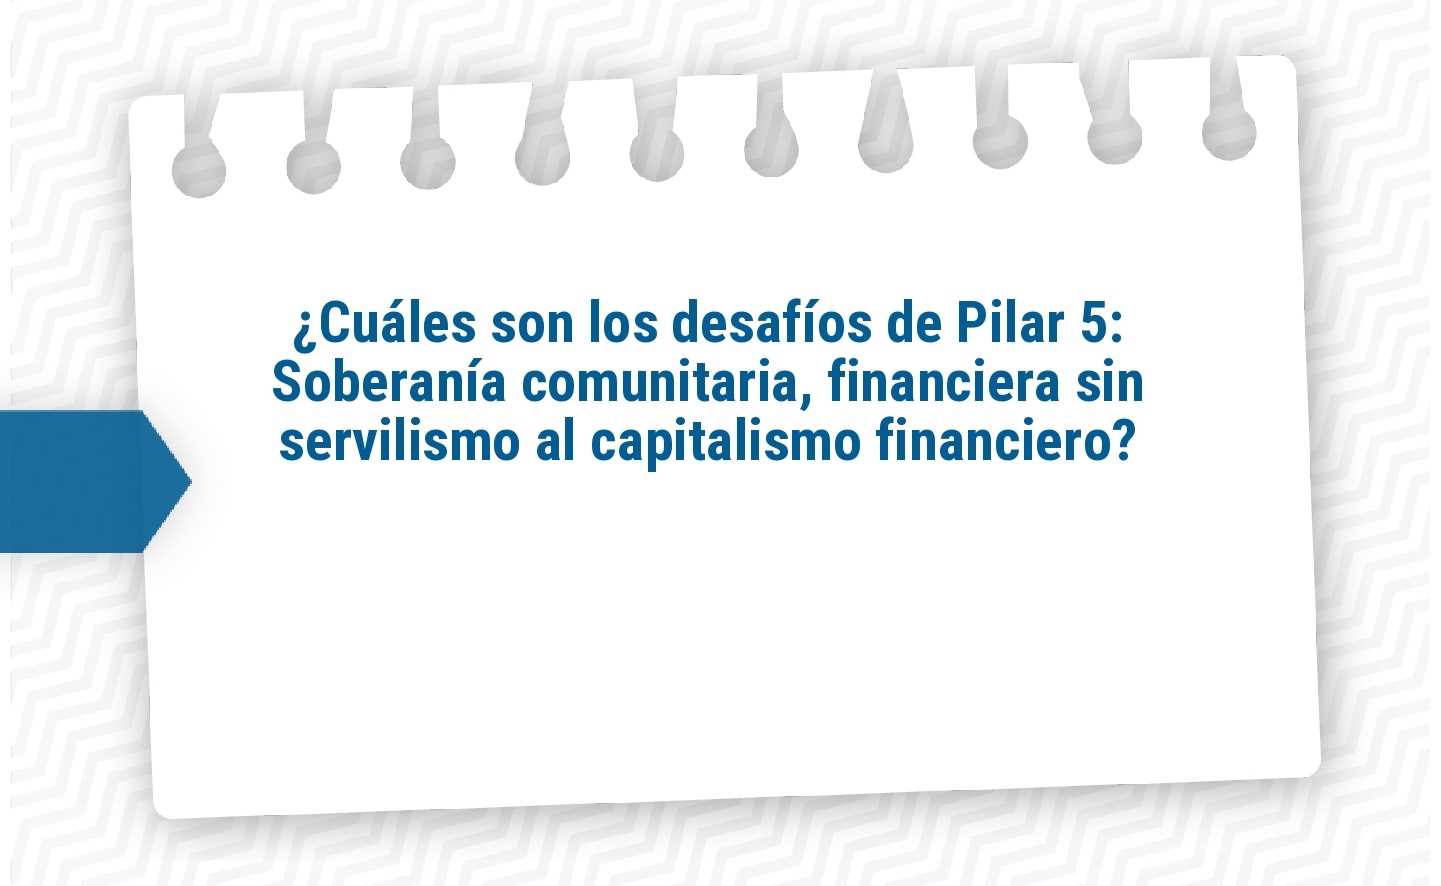 ¿Cuáles son los desafíos de Pilar 5:
Soberanía comunitaria, financiera sin
servilismo al capitalismo financiero?